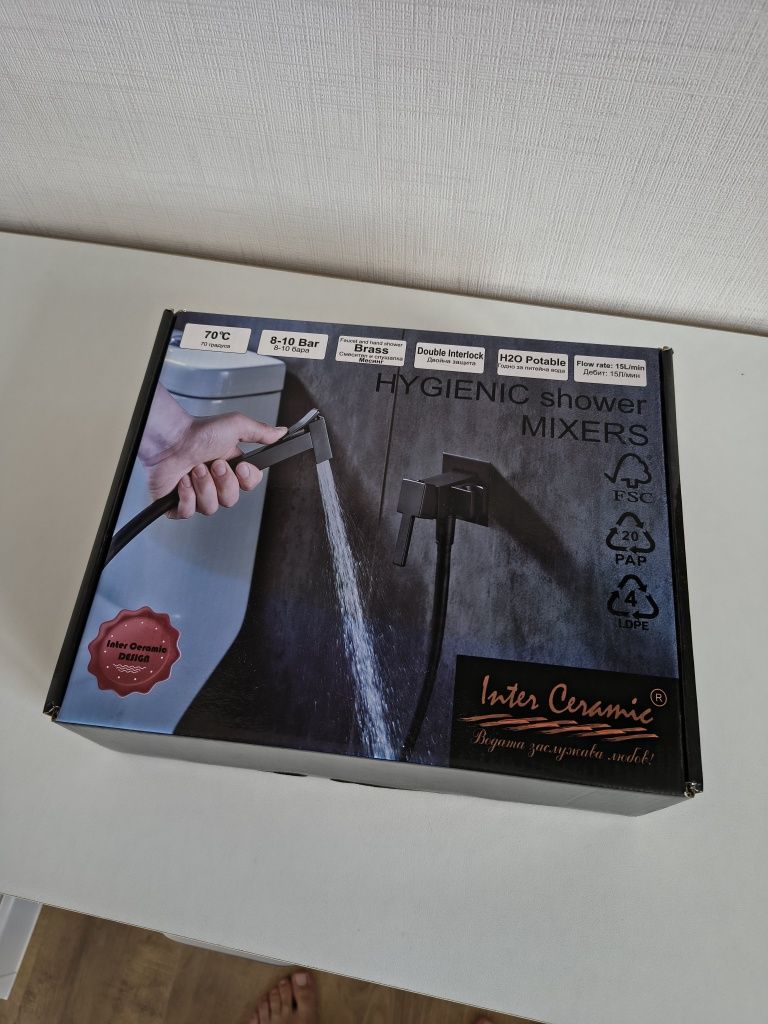 70°C
70 градуса
8-10 Bar
8-10 бара
Faucet and hand shower
Brass
Смесител и слушалка
Месинг
Double Interlock
Двойна защита
H2O Potable
Годно за питейна вода
Flow rate: 15L/min
Дебит: 15Л/мин
HYGIENIC shower
MIXERS
FSC
20
PAP
4
LDPE
Inter Ceramic
DESIGN
Inter Ceramic®
Водата заслужава любов!